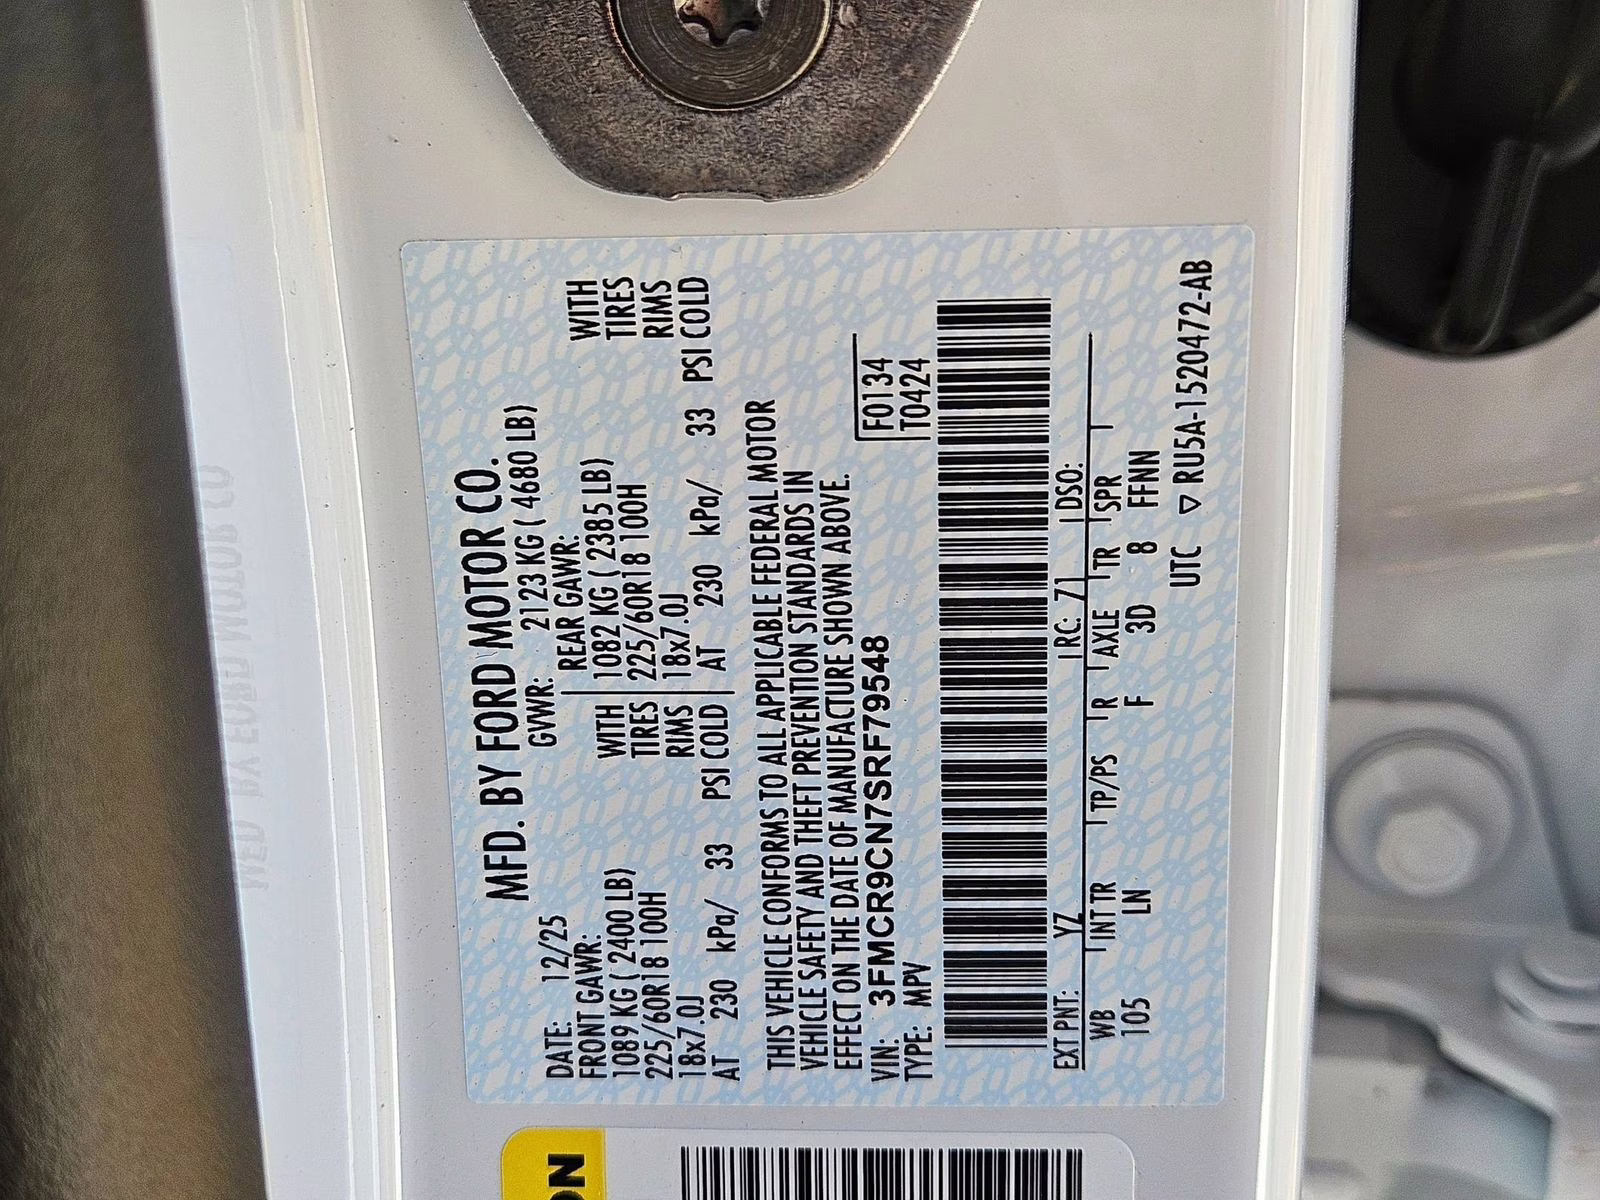 MFD. BY FORD MOTOR CO.
DATE: 12/25 GVWR: 2123 KG ( 4680 LB)
FRONT GAWR: REAR GAWR:
1089 KG ( 2400 LB) WITH 1082 KG ( 2385 LB) WITH
225/60R18 100H TIRES 225/60R18 100H TIRES
18x7.0J RIMS 18x7.0J RIMS
AT 230 kPa/ 33 PSI COLD AT 230 kPa/ 33 PSI COLD
THIS VEHICLE CONFORMS TO ALL APPLICABLE FEDERAL MOTOR
VEHICLE SAFETY AND THEFT PREVENTION STANDARDS IN
EFFECT ON THE DATE OF MANUFACTURE SHOWN ABOVE.
VIN: 3FMCR9CN7SRF79548 F0134
TYPE: MPV T0424
EXT PNT: YZ RC: 71 DSO:
WB INT TR TP/PS R AXLE TR SPR
105 LN F 3D 8 FFNN
UTC ▽ RU5A-1520472-AB
ON